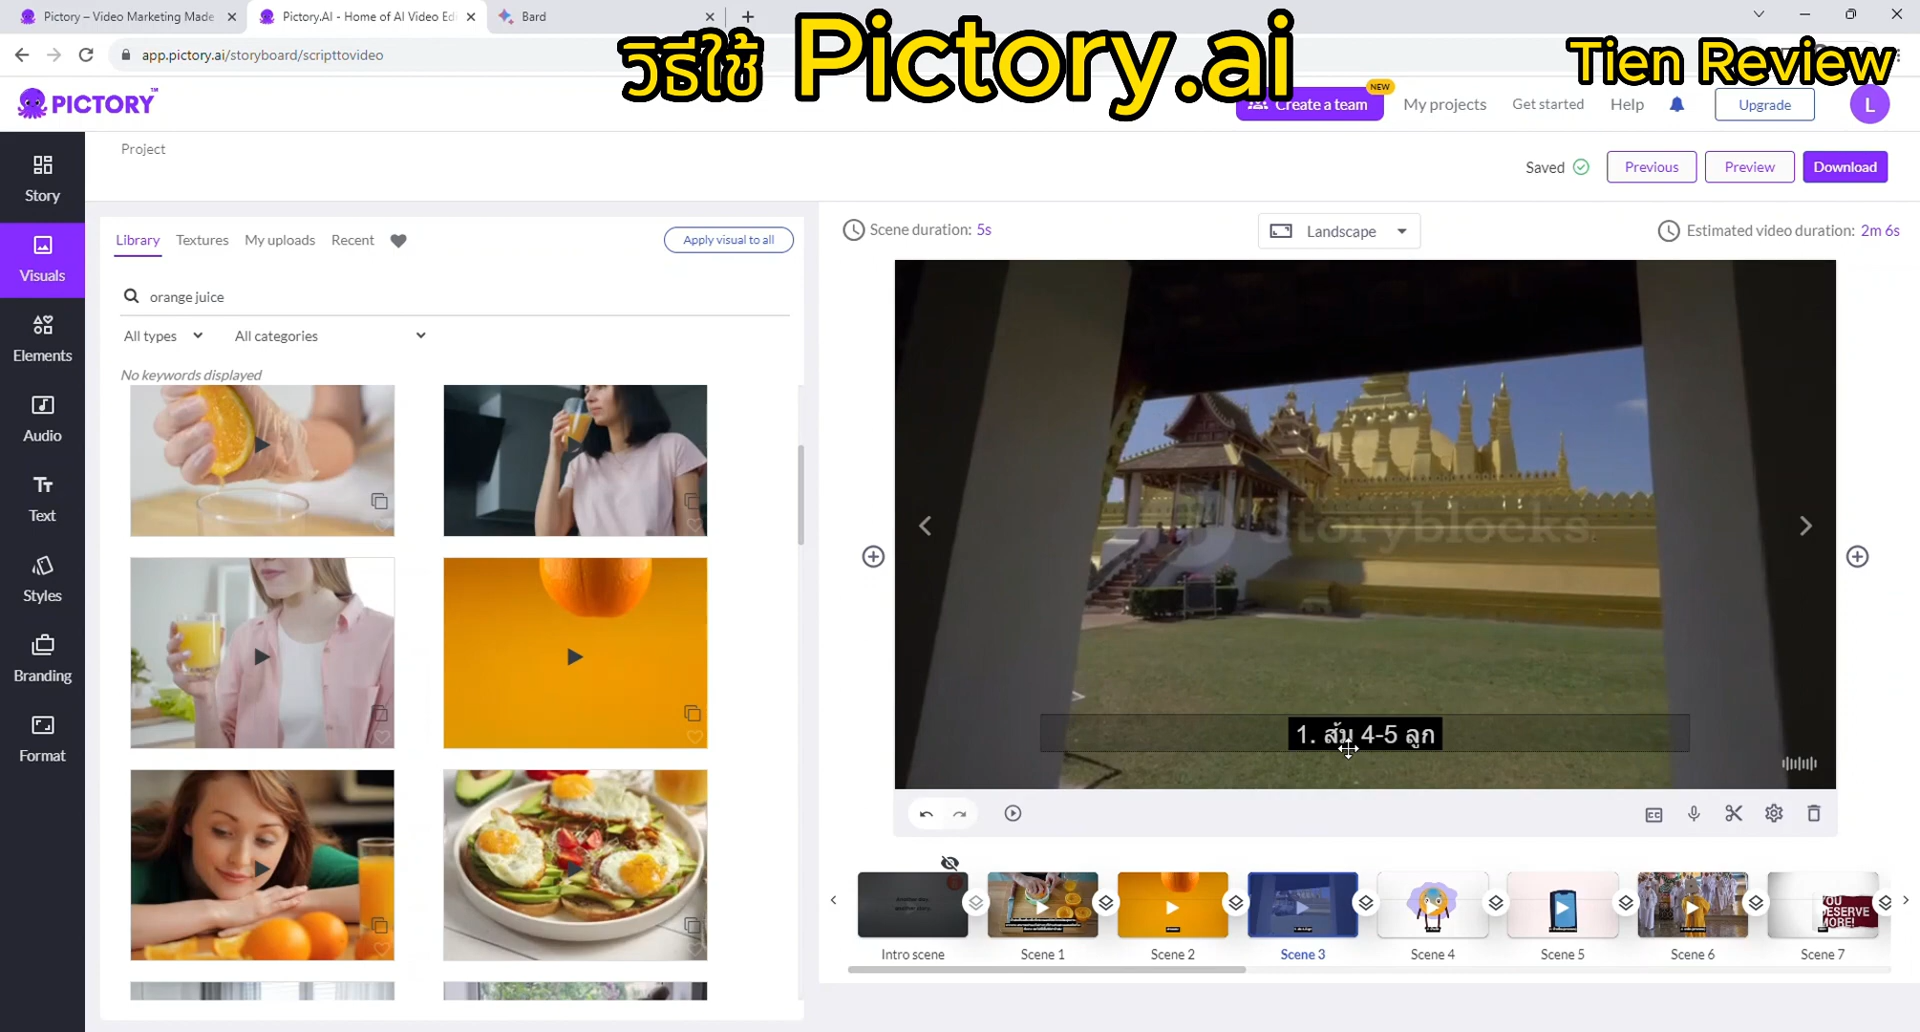 Pictory – Video Marketing Made
Pictory.AI - Home of AI Video Edi
Bard
app.pictory.ai/storyboard/scripttovideo
วิธีใช้ Pictory.ai
Tien Review
PICTORY
NEW
Create a team
My projects
Get started
Help
Upgrade
L
Project
Saved
Previous
Preview
Download
Story
Visuals
Elements
Audio
Text
Styles
Branding
Format
Library
Textures
My uploads
Recent
Apply visual to all
orange juice
All types
All categories
No keywords displayed
Scene duration: 5s
Landscape
Estimated video duration: 2m 6s
storyblocks
1. ส้ม 4-5 ลูก
YOU
DESERVE
MORE!
Intro scene
Scene 1
Scene 2
Scene 3
Scene 4
Scene 5
Scene 6
Scene 7